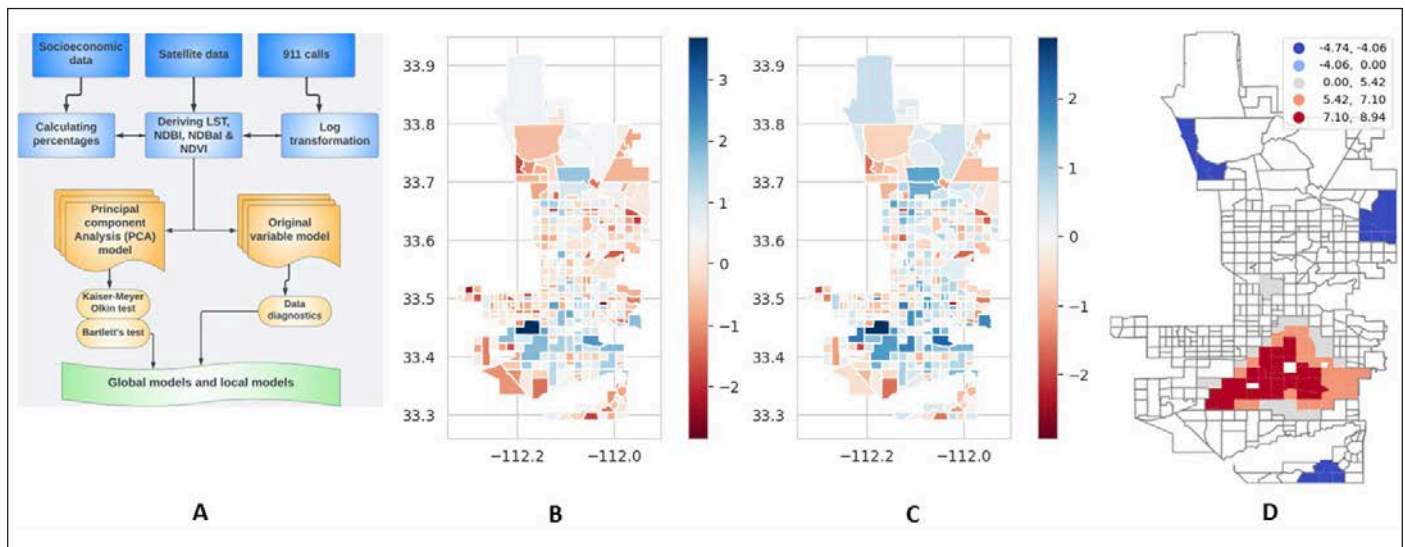 Socioeconomic
data
Satellite data
911 calls
Calculating
percentages
Deriving LST,
NDBI, NDBaI &
NDVI
Log
transformation
Principal
component
Analysis (PCA)
model
Original
variable model
Kaiser-Meyer
Olkin test
Bartlett's test
Data
diagnostics
Global models and local models
A
33.9
33.8
33.7
33.6
33.5
33.4
33.3
−112.2
−112.0
3
2
1
0
−1
−2
B
33.9
33.8
33.7
33.6
33.5
33.4
33.3
−112.2
−112.0
2
1
0
−1
−2
C
-4.74, -4.06
-4.06, 0.00
0.00, 5.42
5.42, 7.10
7.10, 8.94
D